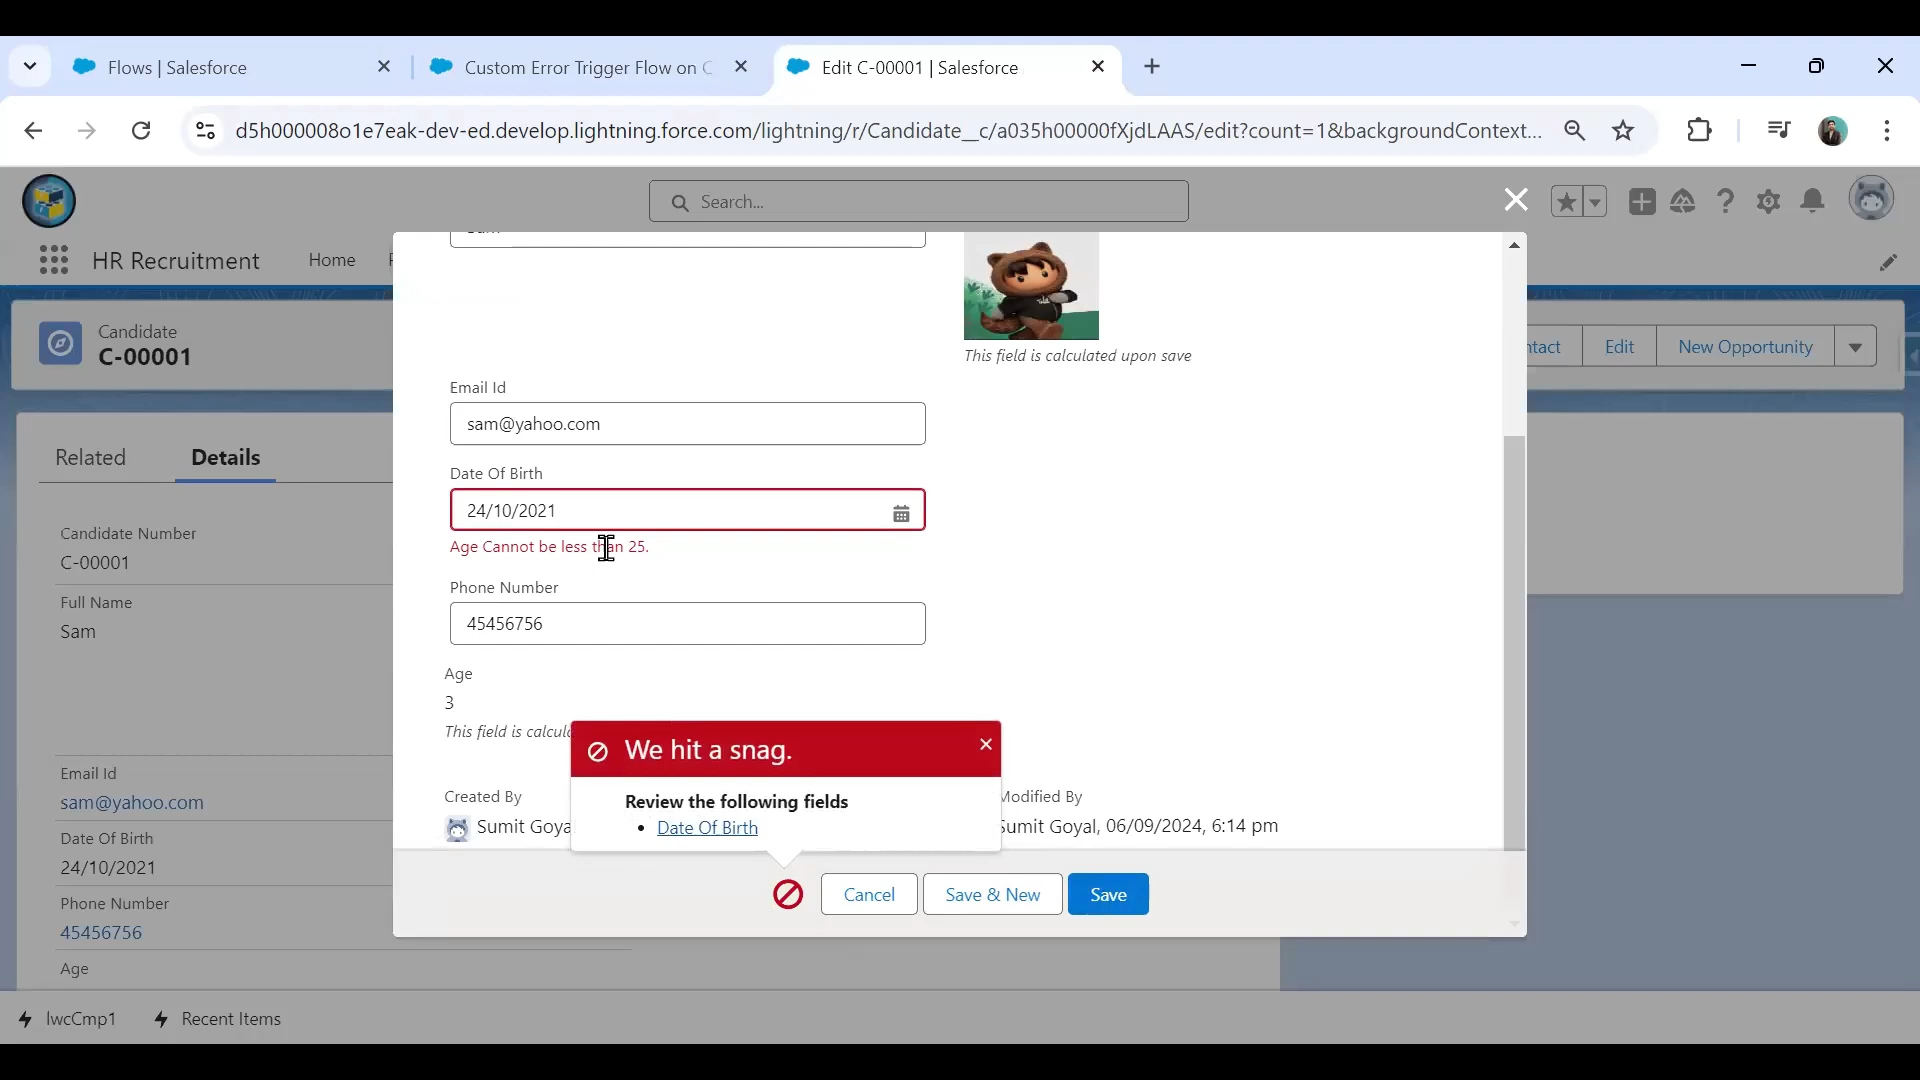 Flows | Salesforce
Custom Error Trigger Flow on C
Edit C-00001 | Salesforce
d5h000008o1e7eak-dev-ed.develop.lightning.force.com/lightning/r/Candidate__c/a035h00000fXjdLAAS/edit?count=1&backgroundContext...
Search...
HR Recruitment
Home
Candidate
C-00001
ntact
Edit
New Opportunity
This field is calculated upon save
Email Id
sam@yahoo.com
Date Of Birth
24/10/2021
Age Cannot be less than 25.
Phone Number
45456756
Age
3
This field is calcul
We hit a snag.
Review the following fields
• Date Of Birth
Created By
Sumit Goya
Modified By
Sumit Goyal, 06/09/2024, 6:14 pm
Cancel
Save & New
Save
Related
Details
Candidate Number
C-00001
Full Name
Sam
Email Id
sam@yahoo.com
Date Of Birth
24/10/2021
Phone Number
45456756
Age
lwcCmp1
Recent Items